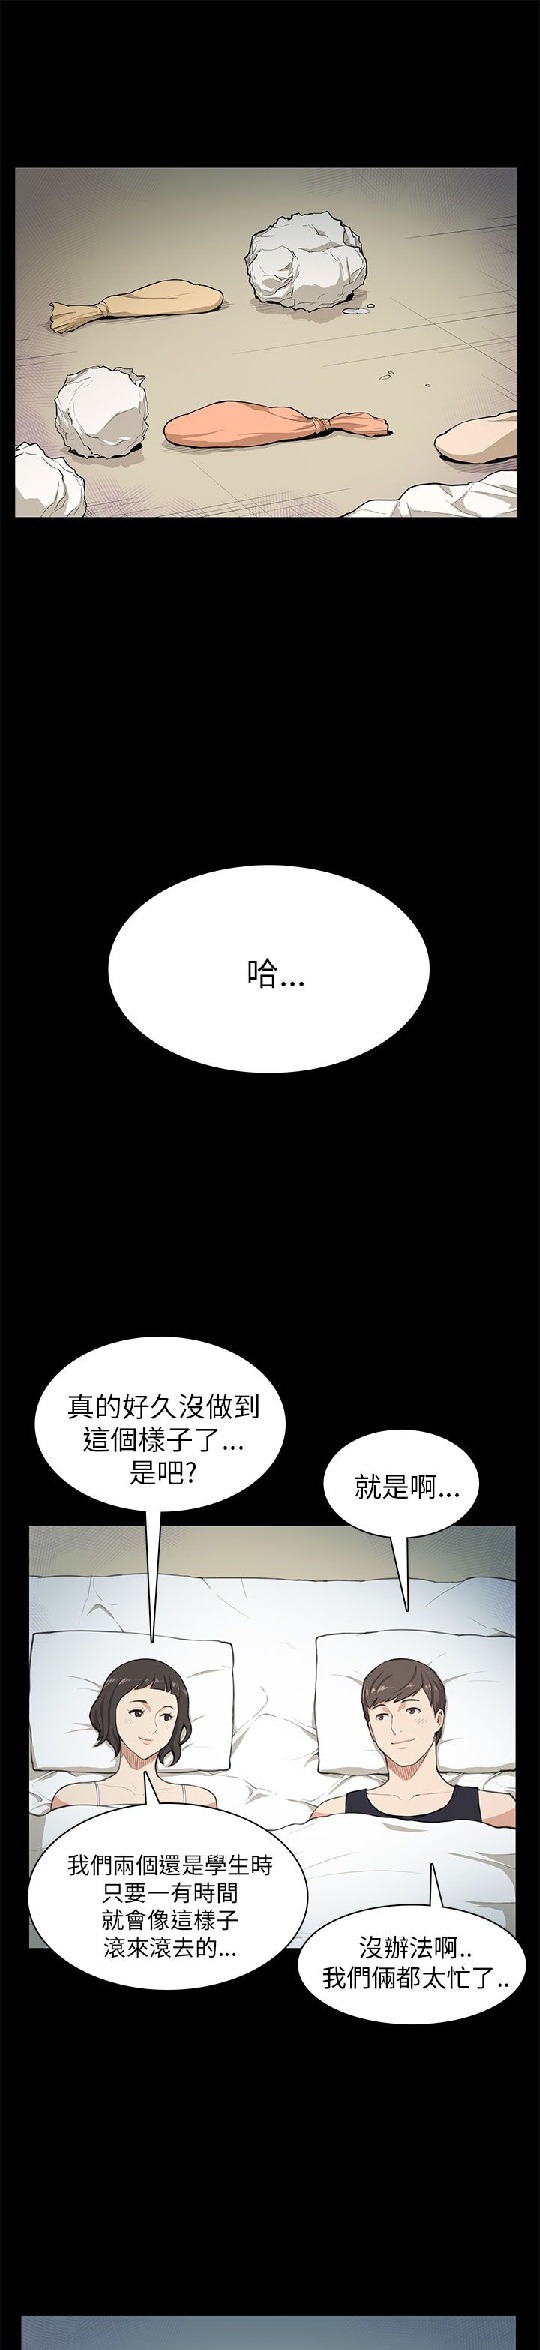 哈...
真的好久沒做到
這個樣子了...
是吧?
就是啊...
我們兩個還是學生時
只要一有時間
就會像這樣子
滾來滾去的...
沒辦法啊..
我們倆都太忙了..